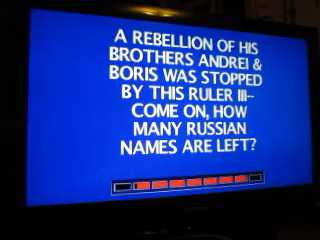 A REBELLION OF HIS
BROTHERS ANDREI &
BORIS WAS STOPPED
BY THIS RULER III--
COME ON, HOW
MANY RUSSIAN
NAMES ARE LEFT?